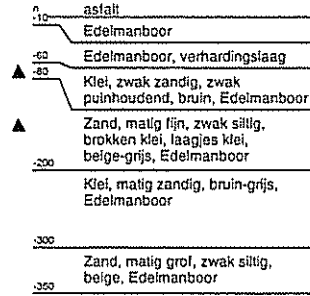 0 asfalt
-10
Edelmanboor
-60 Edelmanboor, verhardingslaag
-80
Klei, zwak zandig, zwak
puinhoudend, bruin, Edelmanboor
Zand, matig fijn, zwak siltig,
brokken klei, laagjes klei,
beige-grijs, Edelmanboor
-200
Klei, matig zandig, bruin-grijs,
Edelmanboor
-300
Zand, matig grof, zwak siltig,
beige, Edelmanboor
-350